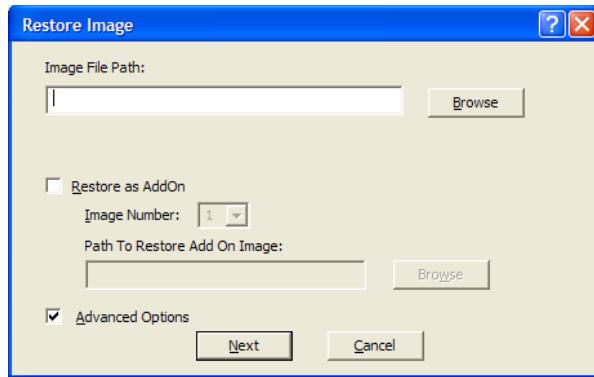 Restore Image
Image File Path:
Browse
Restore as AddOn
Image Number: 1
Path To Restore Add On Image:
Browse
Advanced Options
Next Cancel